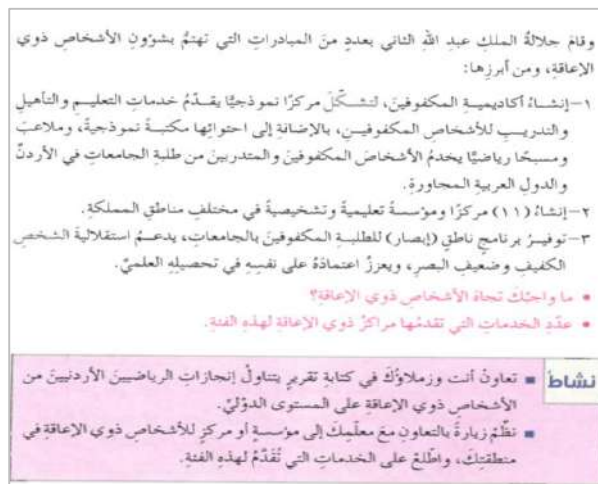 وقامَ جلالةُ الملكِ عبدِ اللهِ الثاني بعددٍ منَ المبادراتِ التي تهتمُّ بشؤونِ الأشخاصِ ذوي
الإعاقةِ، ومن أبرزِها:
١-إنشاءُ أكاديميةِ المكفوفينَ، لتشكّلَ مركزًا نموذجيًّا يقدّمُ خدماتِ التعليمِ والتأهيلِ
والتدريبِ للأشخاصِ المكفوفينِ، بالإضافةِ إلى احتوائِها مكتبةً نموذجيةً، وملاعبَ
ومسبحًا رياضيًّا يخدمُ الأشخاصَ المكفوفينَ والمتدربينَ من طلبةِ الجامعاتِ في الأردنِّ
والدولِ العربيةِ المجاورةِ.
٢-إنشاءُ (١١) مركزًا ومؤسسةً تعليميةً وتشخيصيةً في مختلفِ مناطقِ المملكةِ.
٣-توفيرُ برنامجٍ ناطقٍ (إبصار) للطلبةِ المكفوفينَ بالجامعاتِ، يدعمُ استقلاليةَ الشخصِ
الكفيفِ وضعيفِ البصرِ، ويعززُ اعتمادَهُ على نفسِهِ في تحصيلِهِ العلميِّ.
• ما واجبُكَ تجاهَ الأشخاصِ ذوي الإعاقةِ؟
• عدّدِ الخدماتِ التي تقدمُها مراكزُ ذوي الإعاقةِ لهذهِ الفئةِ.
نشاطٌ
■ تعاونْ أنت وزملاؤُكَ في كتابةِ تقريرٍ يتناولُ إنجازاتِ الرياضيينَ الأردنيينَ من
الأشخاصِ ذوي الإعاقةِ على المستوى الدوْليِّ.
■ نظّمْ زيارةً بالتعاونِ معَ معلّمِكَ إلى مؤسسةٍ أو مركزٍ للأشخاصِ ذوي الإعاقةِ في
منطقتِكَ، واطّلعْ على الخدماتِ التي تُقدَّمُ لهذهِ الفئةِ.